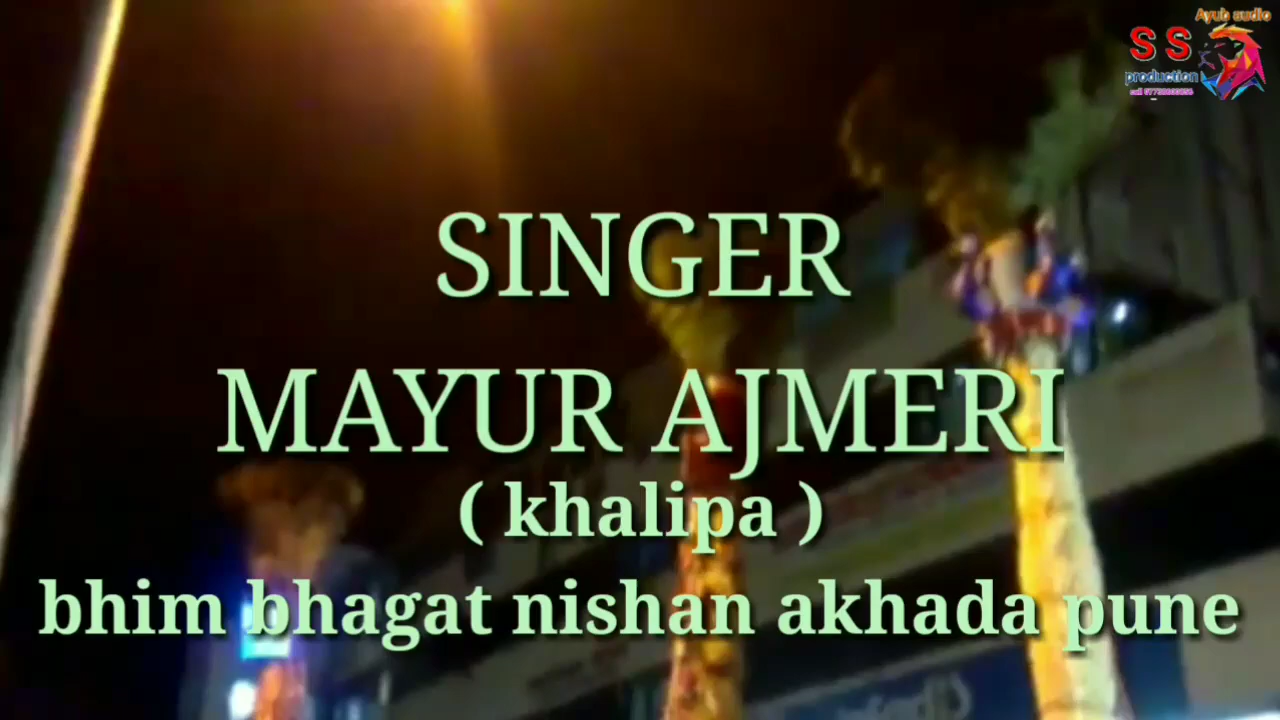 Ayub audio
S S
production
SINGER
MAYUR AJMERI
( khalipa )
bhim bhagat nishan akhada pune